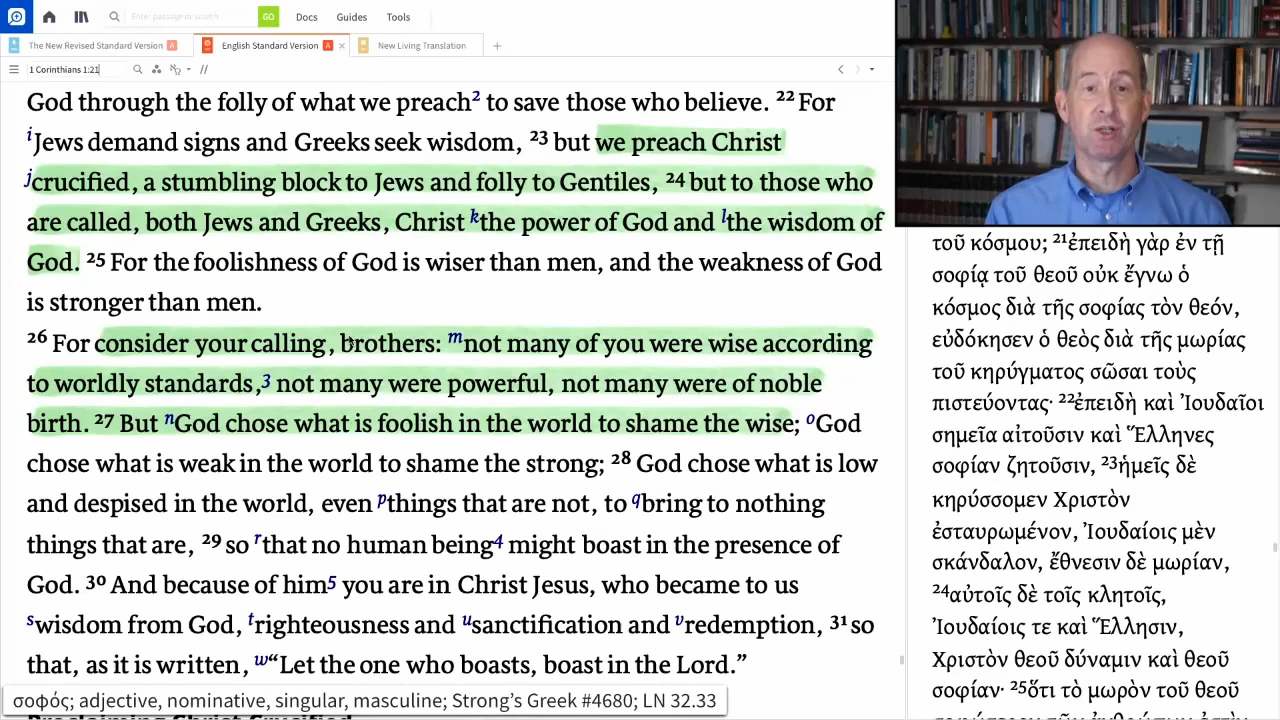 Enter passage or search
GO
Docs
Guides
Tools
The New Revised Standard Version A
English Standard Version A ×
New Living Translation
+
1 Corinthians 1:21
God through the folly of what we preach² to save those who believe. ²² For
ⁱJews demand signs and Greeks seek wisdom, ²³ but we preach Christ
ʲcrucified, a stumbling block to Jews and folly to Gentiles, ²⁴ but to those who
are called, both Jews and Greeks, Christ ᵏthe power of God and ˡthe wisdom of
God. ²⁵ For the foolishness of God is wiser than men, and the weakness of God
is stronger than men.
²⁶ For consider your calling, brothers: ᵐnot many of you were wise according
to worldly standards,³ not many were powerful, not many were of noble
birth. ²⁷ But ⁿGod chose what is foolish in the world to shame the wise; ᵒGod
chose what is weak in the world to shame the strong; ²⁸ God chose what is low
and despised in the world, even ᵖthings that are not, to qbring to nothing
things that are, ²⁹ so ʳthat no human being⁴ might boast in the presence of
God. ³⁰ And because of him⁵ you are in Christ Jesus, who became to us
ˢwisdom from God, ᵗrighteousness and ᵘsanctification and ᵛredemption, ³¹ so
that, as it is written, ʷ“Let the one who boasts, boast in the Lord.”
σοφός; adjective, nominative, singular, masculine; Strong’s Greek #4680; LN 32.33
Proclaiming Christ Crucified
τοῦ κόσμου; ²¹ἐπειδὴ γὰρ ἐν τῇ
σοφίᾳ τοῦ θεοῦ οὐκ ἔγνω ὁ
κόσμος διὰ τῆς σοφίας τὸν θεόν,
εὐδόκησεν ὁ θεὸς διὰ τῆς μωρίας
τοῦ κηρύγματος σῶσαι τοὺς
πιστεύοντας· ²²ἐπειδὴ καὶ Ἰουδαῖοι
σημεῖα αἰτοῦσιν καὶ Ἕλληνες
σοφίαν ζητοῦσιν, ²³ἡμεῖς δὲ
κηρύσσομεν Χριστὸν
ἐσταυρωμένον, Ἰουδαίοις μὲν
σκάνδαλον, ἔθνεσιν δὲ μωρίαν,
²⁴αὐτοῖς δὲ τοῖς κλητοῖς,
Ἰουδαίοις τε καὶ Ἕλλησιν,
Χριστὸν θεοῦ δύναμιν καὶ θεοῦ
σοφίαν· ²⁵ὅτι τὸ μωρὸν τοῦ θεοῦ
σοφώτερον τῶν ἀνθρώπων ἐστὶν